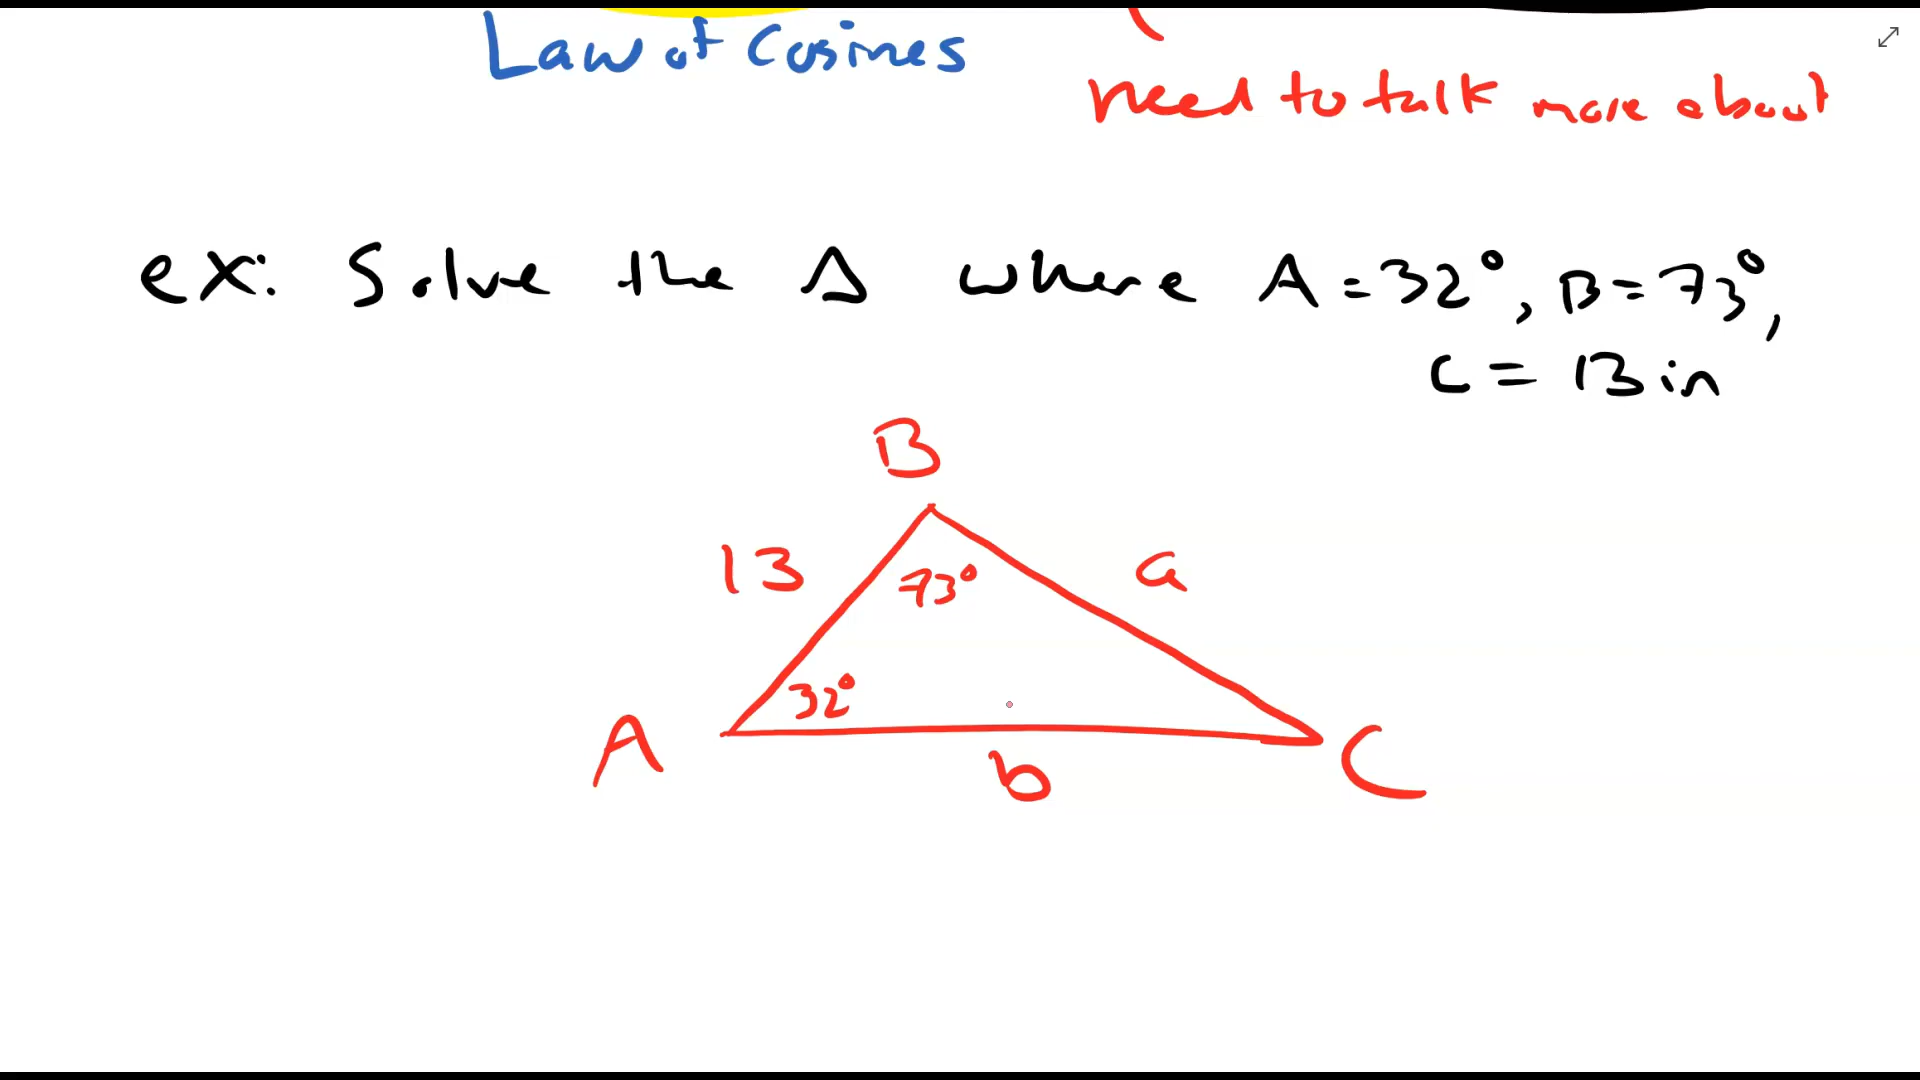 Law of Cosines
need to talk more about
ex: Solve the Δ where A = 32°, B = 73°,
c = 13 in
B
13
a
73°
32°
A
b
C